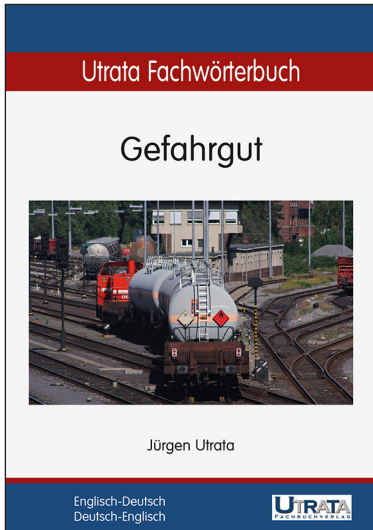 Utrata Fachwörterbuch
Gefahrgut
Jürgen Utrata
Englisch-Deutsch
Deutsch-Englisch
UTRATA
FACHBUCHVERLAG